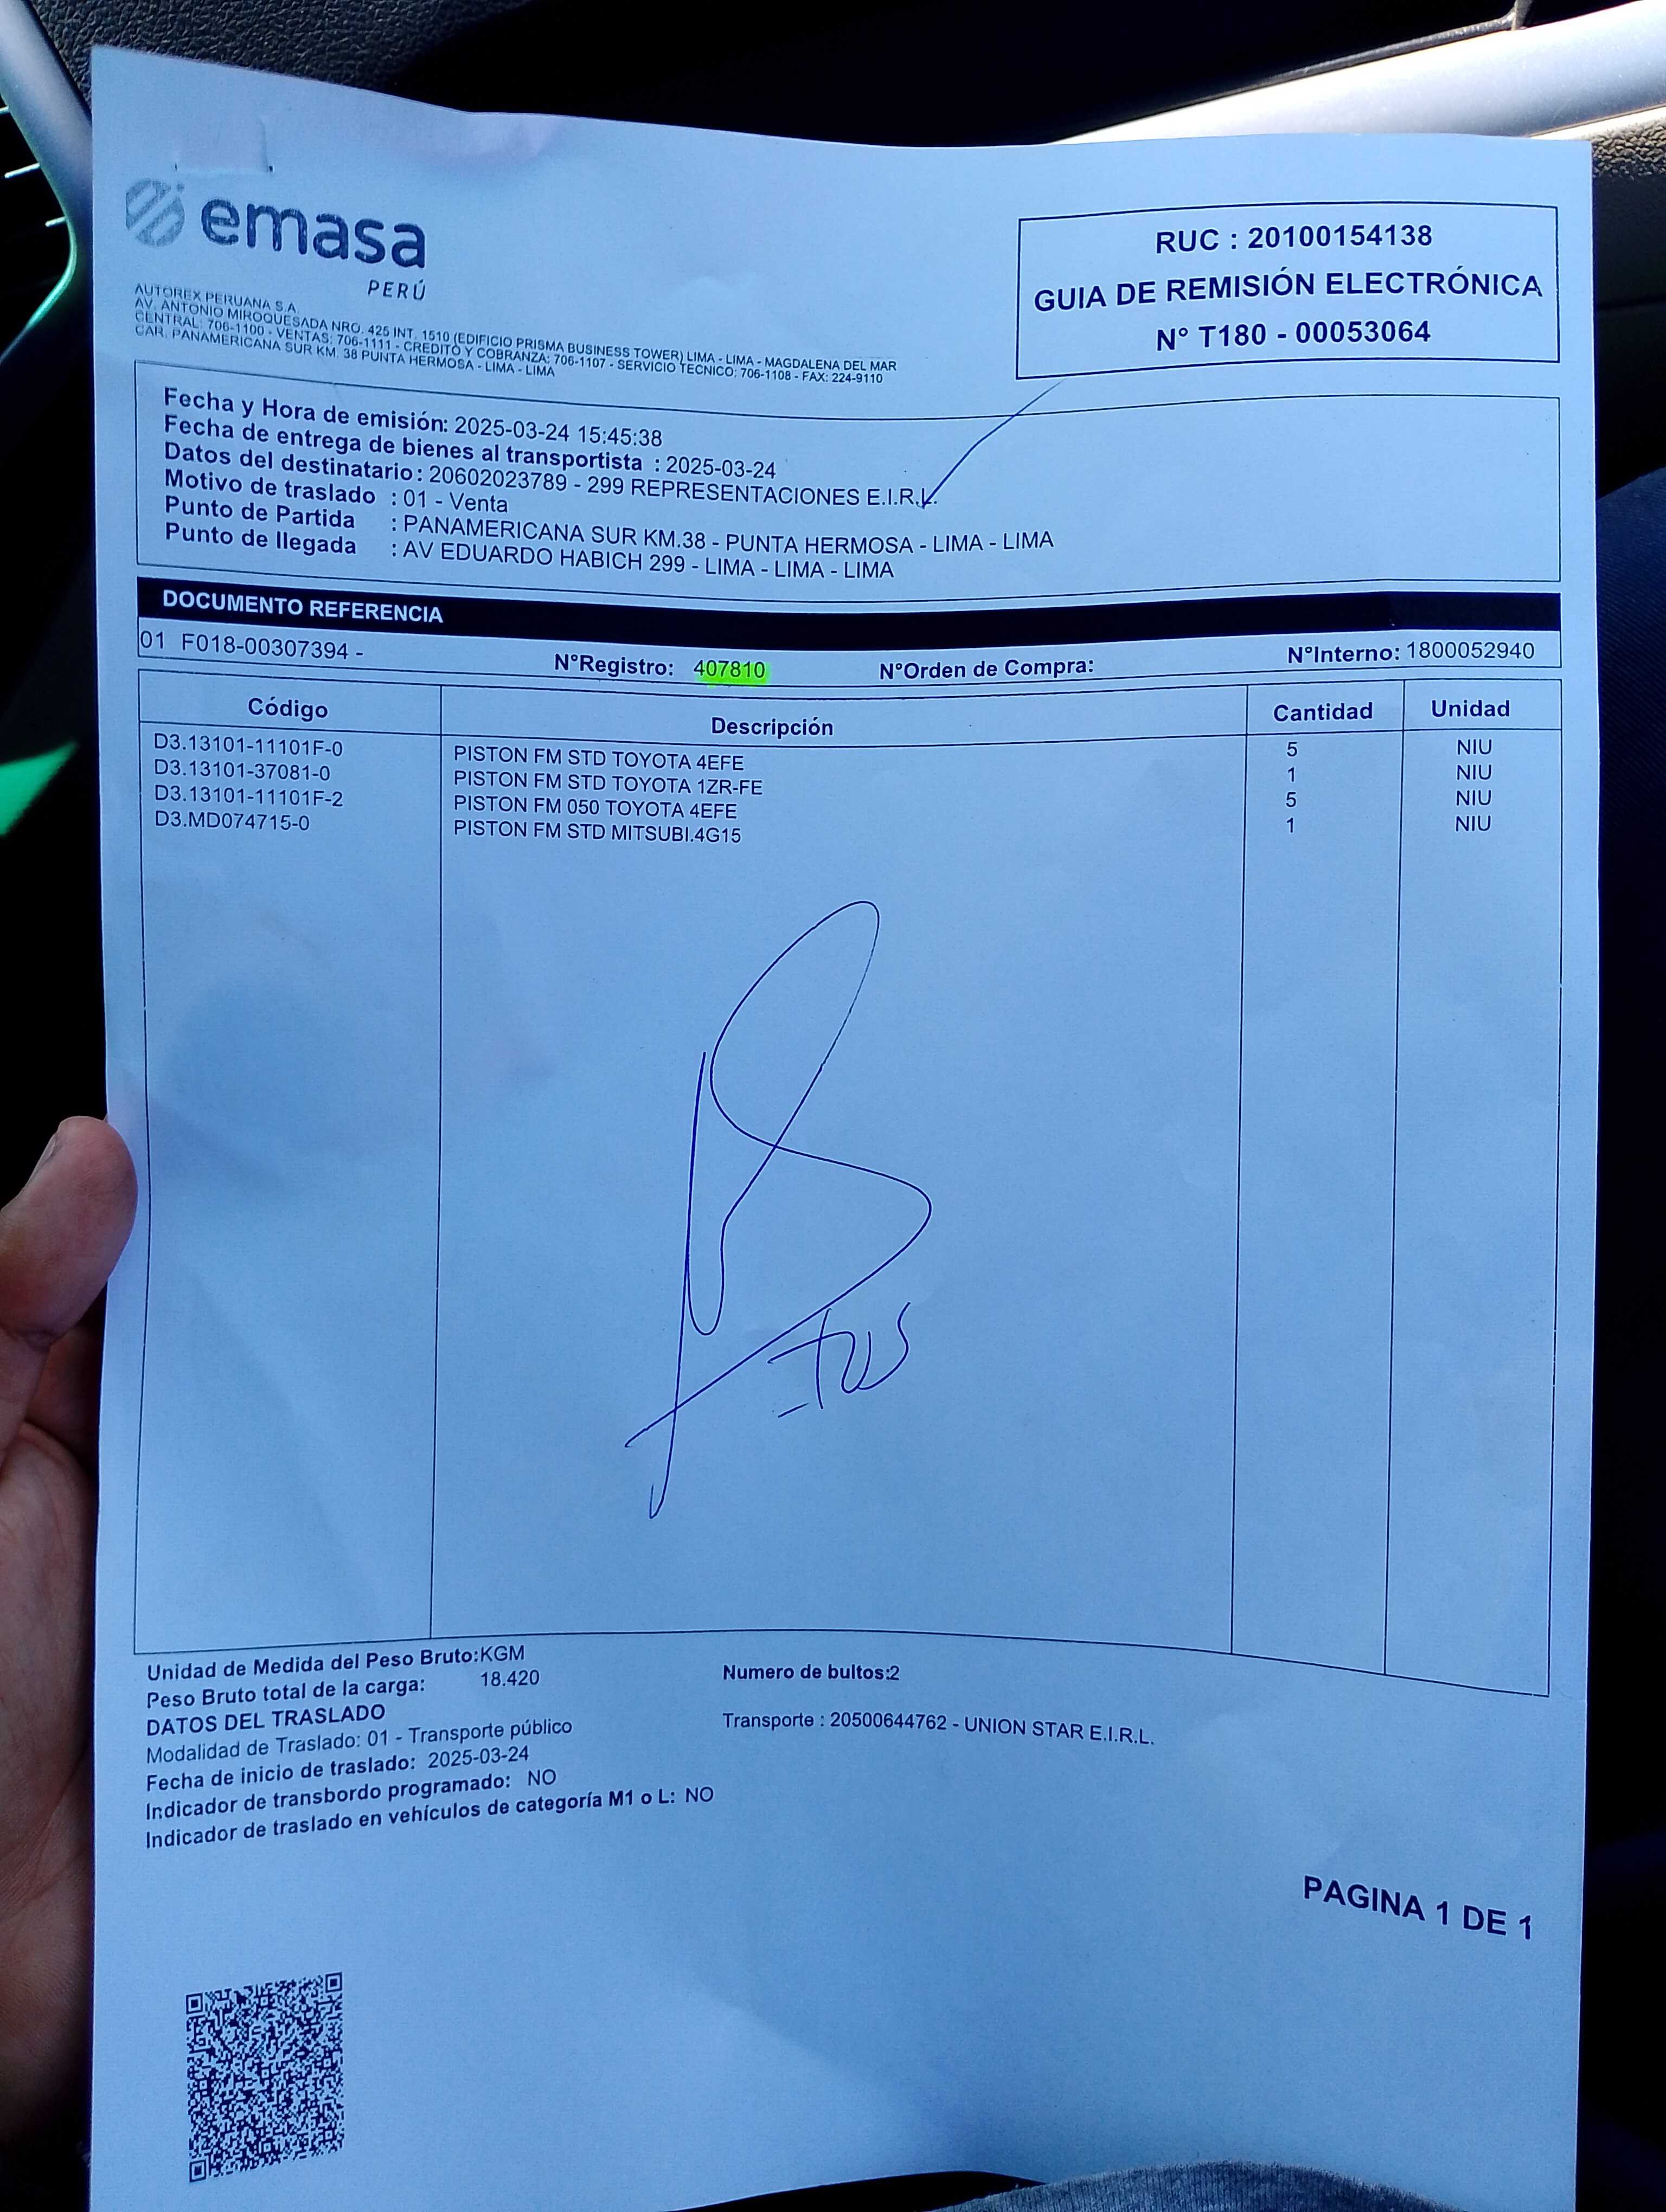 emasa
PERÚ
RUC : 20100154138
GUIA DE REMISIÓN ELECTRÓNICA
N° T180 - 00053064
AUTOREX PERUANA S.A.
AV. ANTONIO MIROQUESADA NRO. 425 INT. 1510 (EDIFICIO PRISMA BUSINESS TOWER) LIMA - LIMA - MAGDALENA DEL MAR
CENTRAL: 706-1100 - VENTAS: 706-1111 - CREDITO Y COBRANZA: 706-1107 - SERVICIO TECNICO: 706-1108 - FAX: 224-9110
CAR. PANAMERICANA SUR KM. 38 PUNTA HERMOSA - LIMA - LIMA
Fecha y Hora de emisión: 2025-03-24 15:45:38
Fecha de entrega de bienes al transportista : 2025-03-24
Datos del destinatario : 20602023789 - 299 REPRESENTACIONES E.I.R.L.
Motivo de traslado : 01 - Venta
Punto de Partida : PANAMERICANA SUR KM.38 - PUNTA HERMOSA - LIMA - LIMA
Punto de llegada : AV EDUARDO HABICH 299 - LIMA - LIMA - LIMA
DOCUMENTO REFERENCIA
01 F018-00307394 - N°Registro: 407810 N°Orden de Compra: N°Interno: 1800052940
Código Descripción Cantidad Unidad
D3.13101-11101F-0 PISTON FM STD TOYOTA 4EFE 5 NIU
D3.13101-37081-0 PISTON FM STD TOYOTA 1ZR-FE 1 NIU
D3.13101-11101F-2 PISTON FM 050 TOYOTA 4EFE 5 NIU
D3.MD074715-0 PISTON FM STD MITSUBI.4G15 1 NIU
Unidad de Medida del Peso Bruto: KGM
Peso Bruto total de la carga: 18.420 Numero de bultos:2
DATOS DEL TRASLADO
Modalidad de Traslado: 01 - Transporte público Transporte : 20500644762 - UNION STAR E.I.R.L.
Fecha de inicio de traslado: 2025-03-24
Indicador de transbordo programado: NO
Indicador de traslado en vehículos de categoría M1 o L: NO
PAGINA 1 DE 1